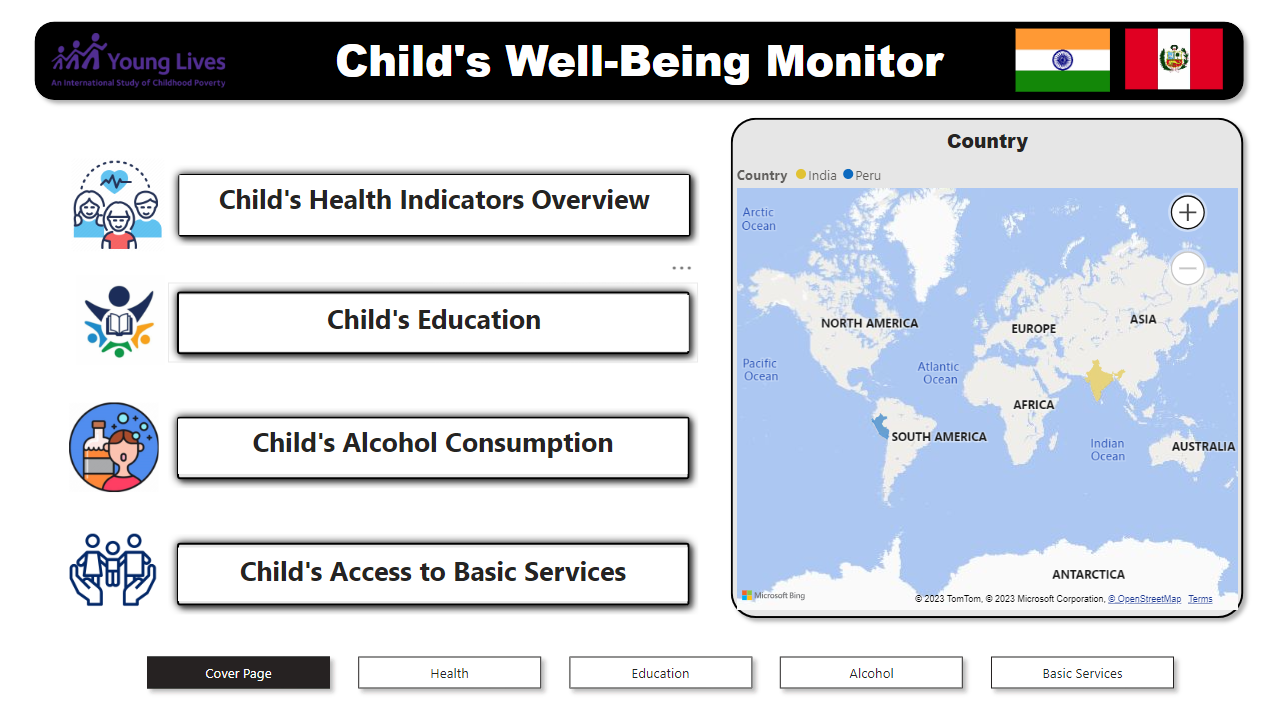 Young Lives
An International Study of Childhood Poverty
Child's Well-Being Monitor
Child's Health Indicators Overview
Child's Education
Child's Alcohol Consumption
Child's Access to Basic Services
Country
Country India Peru
Arctic
Ocean
NORTH AMERICA
EUROPE
ASIA
Pacific
Ocean
Atlantic
Ocean
AFRICA
SOUTH AMERICA
Indian
Ocean
AUSTRALIA
ANTARCTICA
Microsoft Bing
© 2023 TomTom, © 2023 Microsoft Corporation, © OpenStreetMap Terms
Cover Page
Health
Education
Alcohol
Basic Services